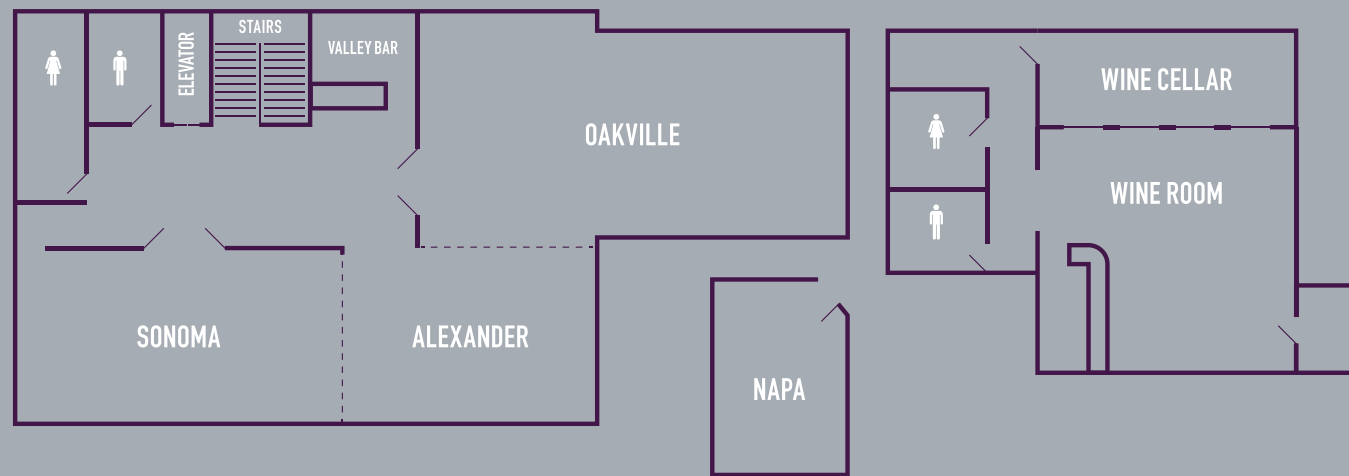 STAIRS
ELEVATOR
VALLEY BAR
OAKVILLE
WINE CELLAR
WINE ROOM
SONOMA
ALEXANDER
NAPA